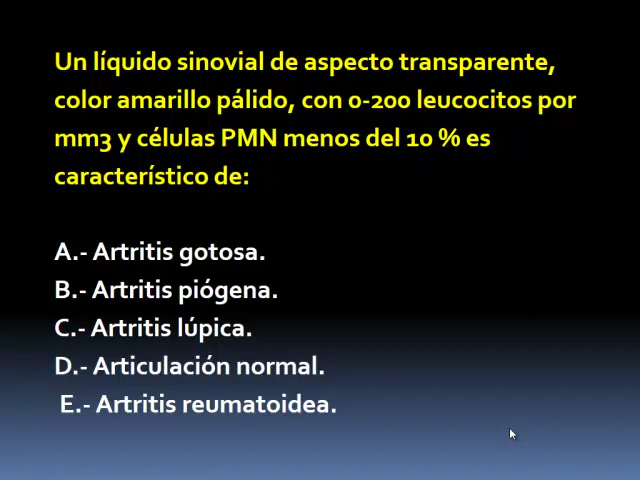 Un líquido sinovial de aspecto transparente,
color amarillo pálido, con 0-200 leucocitos por
mm3 y células PMN menos del 10 % es
característico de:
A.- Artritis gotosa.
B.- Artritis piógena.
C.- Artritis lúpica.
D.- Articulación normal.
E.- Artritis reumatoidea.